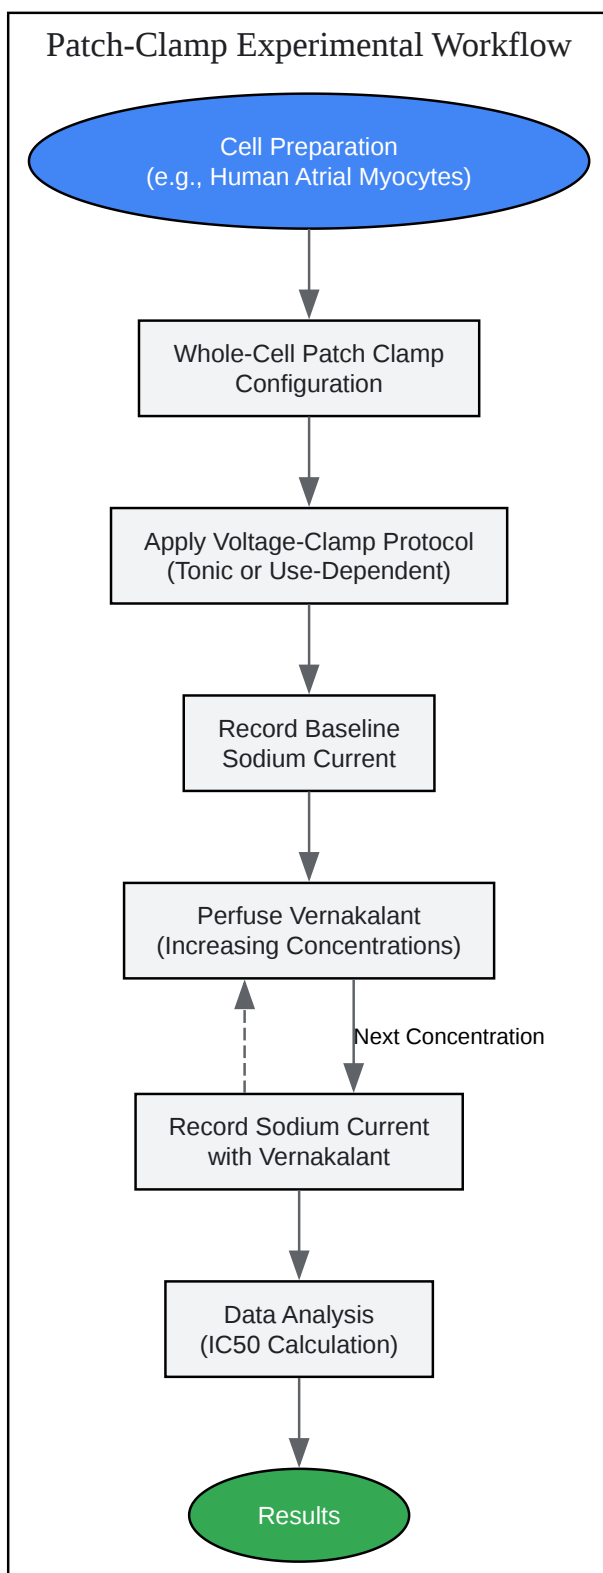 Patch-Clamp Experimental Workflow
Cell Preparation
(e.g., Human Atrial Myocytes)
Whole-Cell Patch Clamp
Configuration
Apply Voltage-Clamp Protocol
(Tonic or Use-Dependent)
Record Baseline
Sodium Current
Perfuse Vernakalant
(Increasing Concentrations)
Next Concentration
Record Sodium Current
with Vernakalant
Data Analysis
(IC50 Calculation)
Results